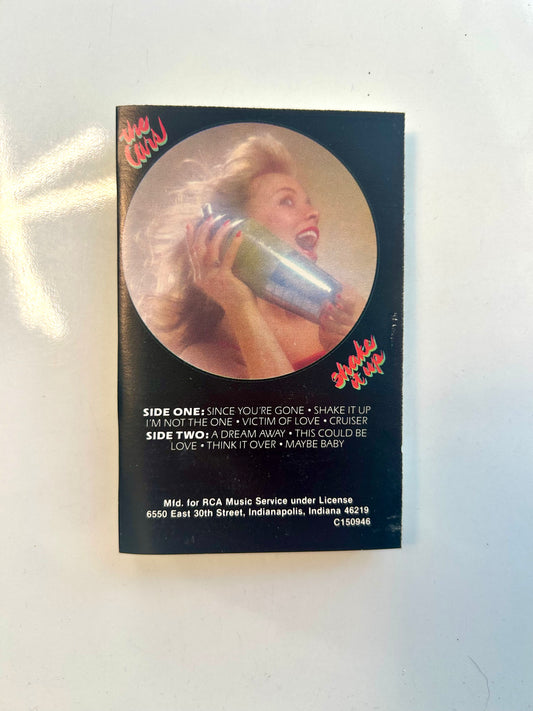 the
Cars
shake
it up
SIDE ONE: SINCE YOU'RE GONE • SHAKE IT UP
I'M NOT THE ONE • VICTIM OF LOVE • CRUISER
SIDE TWO: A DREAM AWAY • THIS COULD BE
LOVE • THINK IT OVER • MAYBE BABY
Mfd. for RCA Music Service under License
6550 East 30th Street, Indianapolis, Indiana 46219
C150946